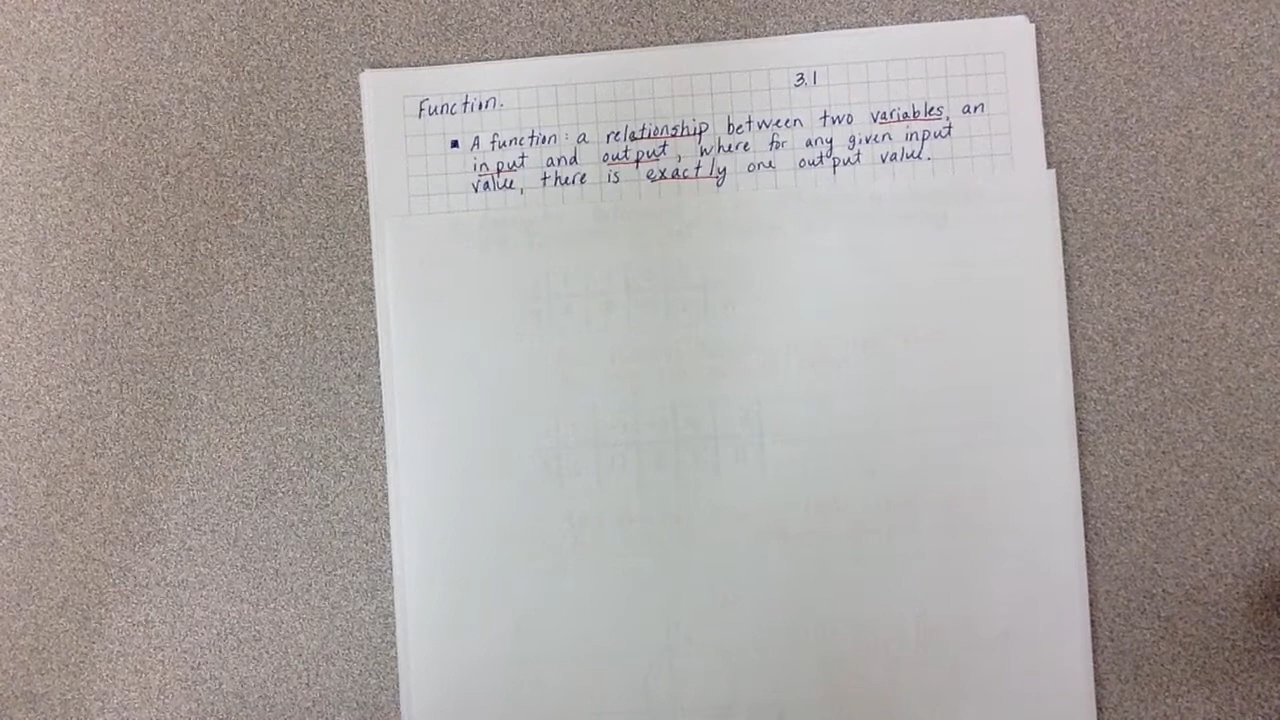 3.1
Function.
▪ A function: a relationship between two variables, an
input and output, where for any given input
value, there is exactly one output value.